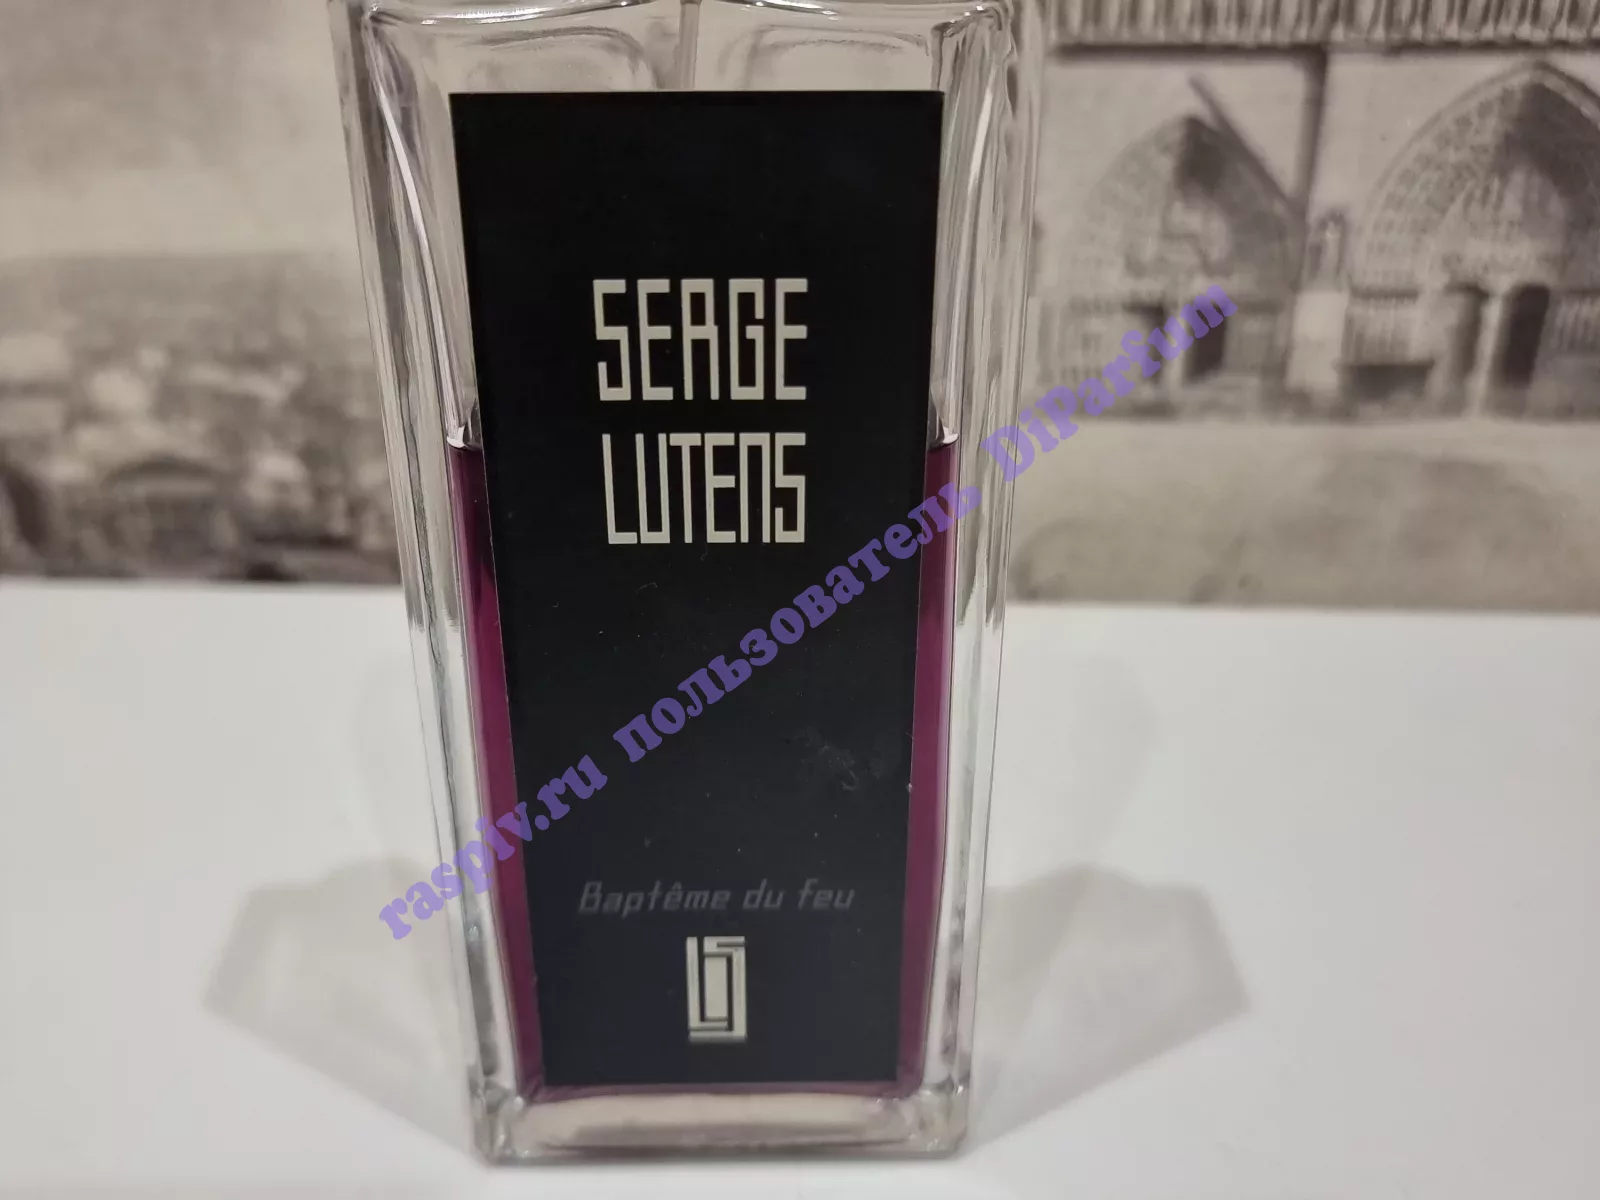 SERGE
LUTENS
raspiv.ru пользователь DiParfum
Baptême du feu